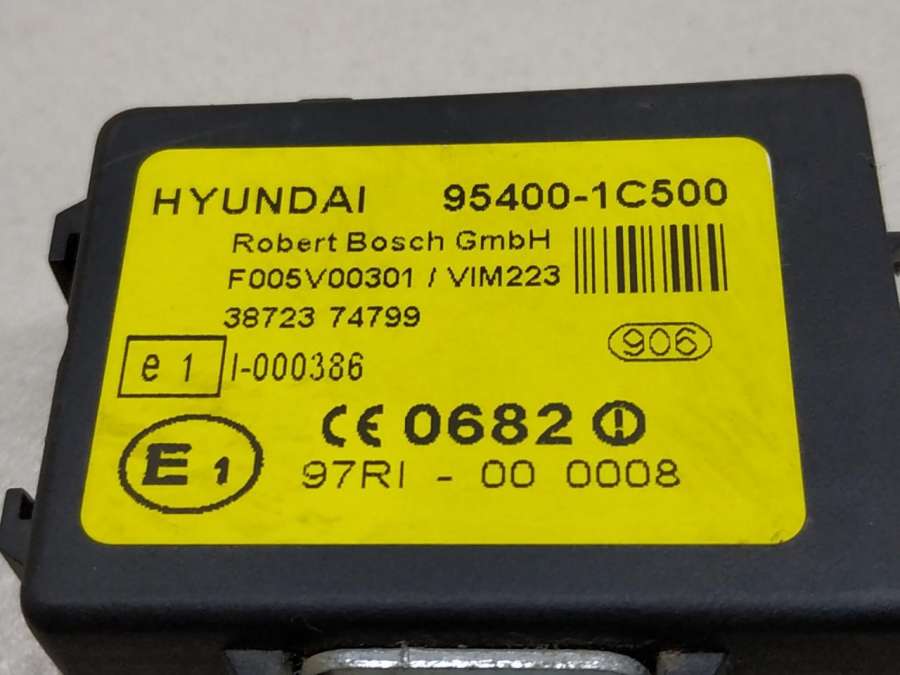 HYUNDAI 95400-1C500
Robert Bosch GmbH
F005V00301 / VIM223
38723 74799
906
e 1 I-000386
CE 0682
E 1
97RI - 00 0008